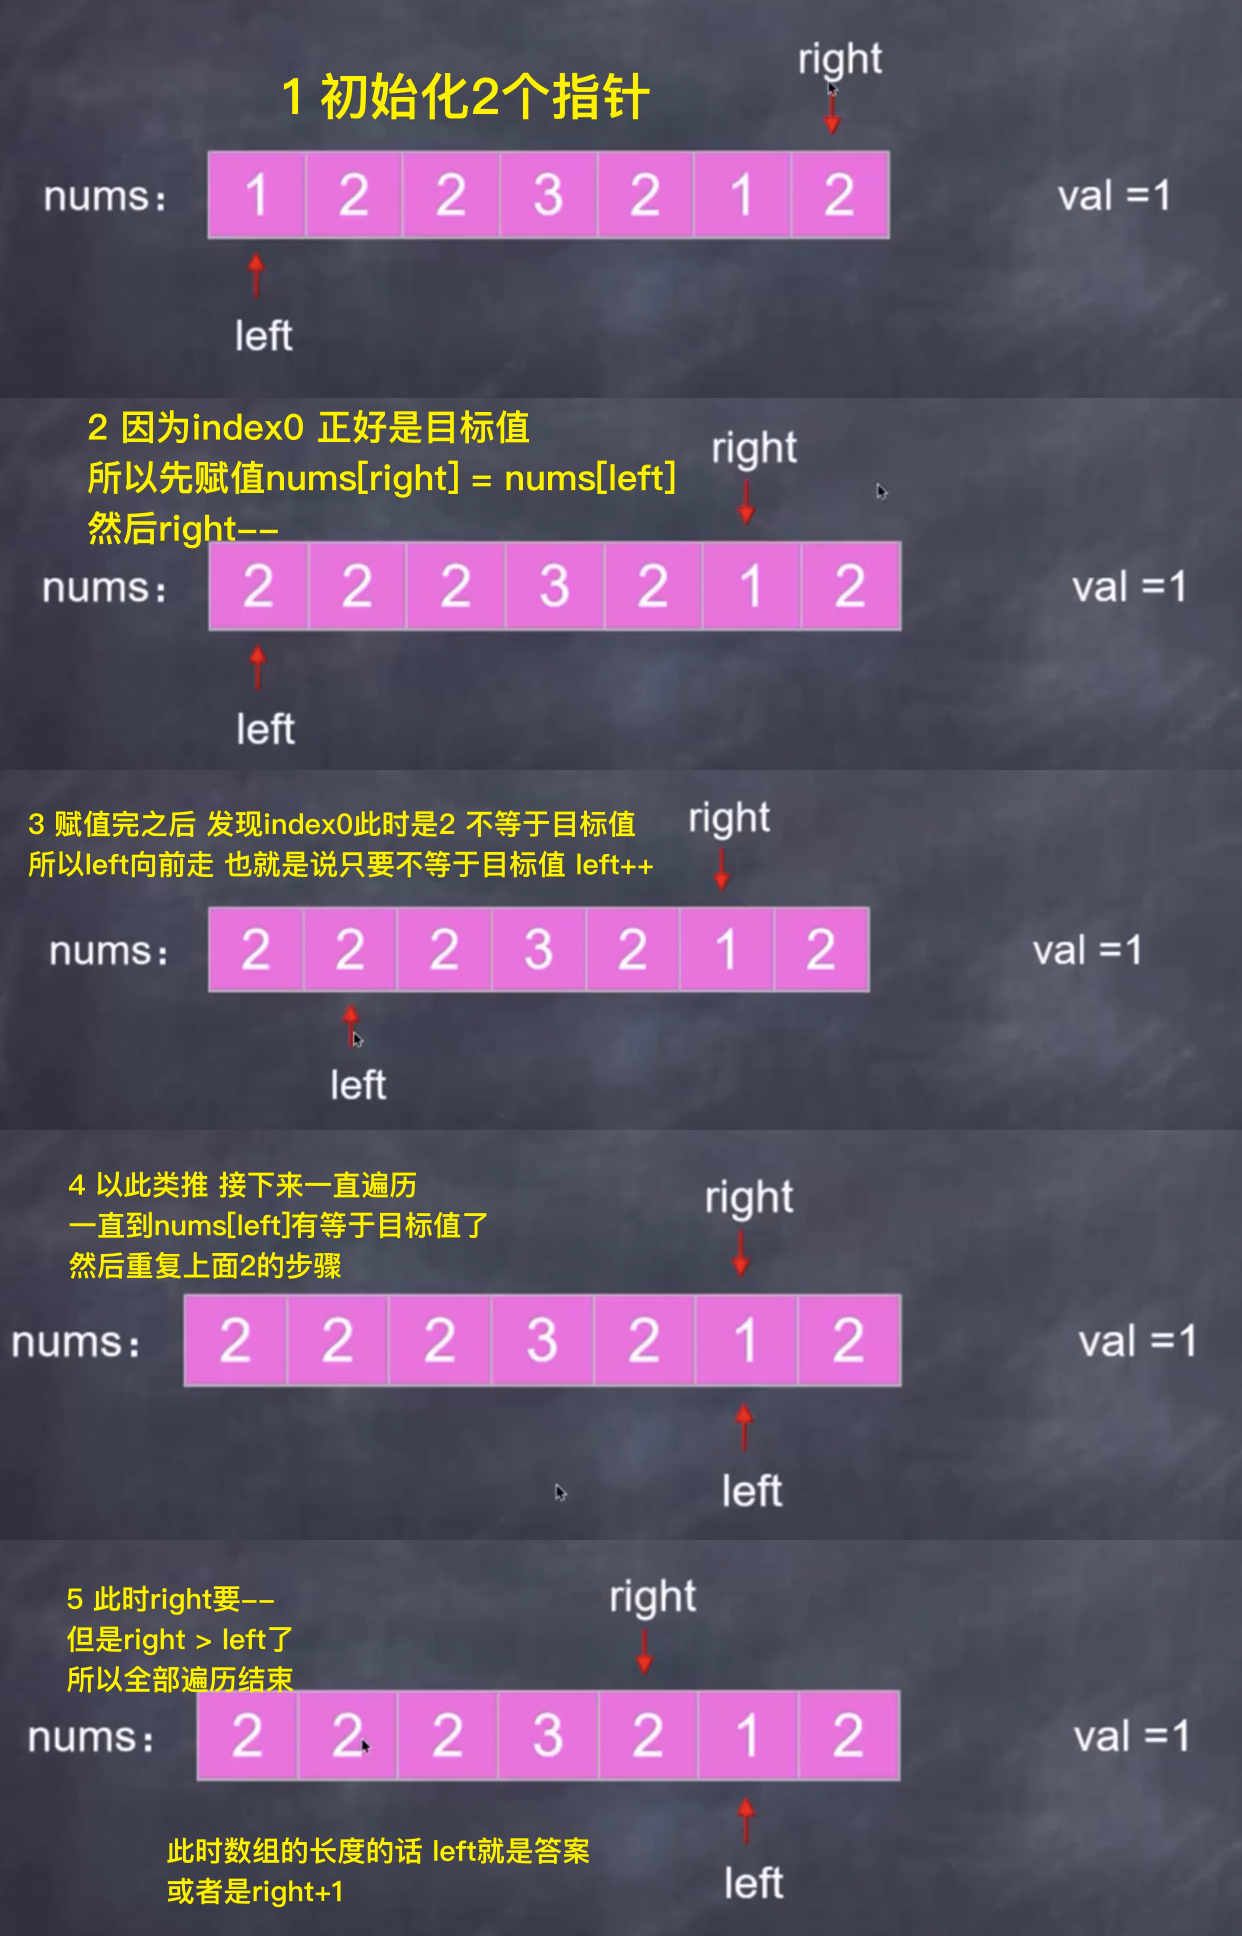 right
1 初始化2个指针
nums： 1 2 2 3 2 1 2 val =1
left
2 因为index0 正好是目标值
所以先赋值nums[right] = nums[left]
然后right--
right
nums： 2 2 2 3 2 1 2 val =1
left
3 赋值完之后 发现index0此时是2 不等于目标值
所以left向前走 也就是说只要不等于目标值 left++
right
nums： 2 2 2 3 2 1 2 val =1
left
4 以此类推 接下来一直遍历
一直到nums[left]有等于目标值了
然后重复上面2的步骤
right
nums： 2 2 2 3 2 1 2 val =1
left
5 此时right要--
但是right > left了
所以全部遍历结束
right
nums： 2 2 2 3 2 1 2 val =1
left
此时数组的长度的话 left就是答案
或者是right+1